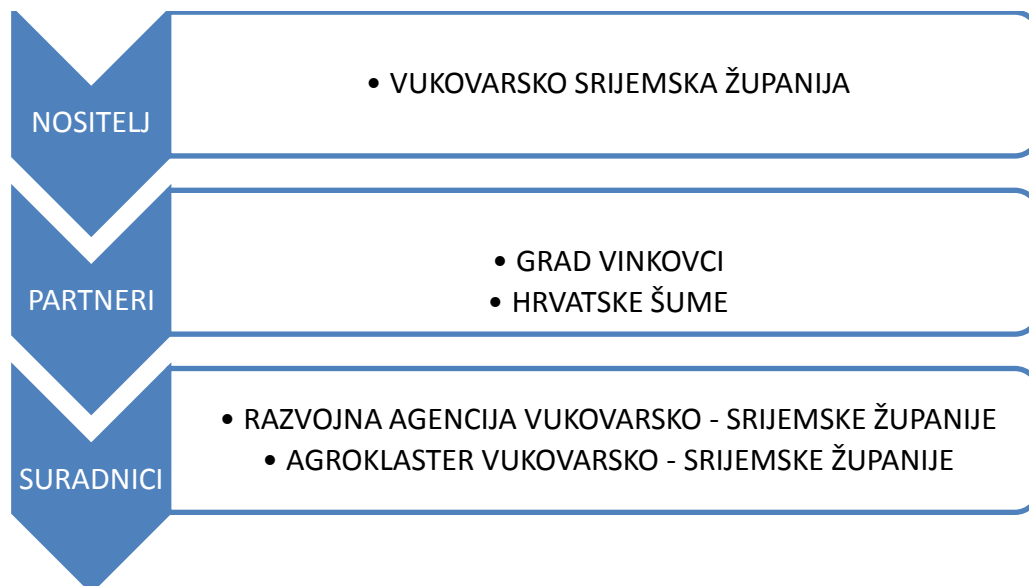 NOSITELJ
• VUKOVARSKO SRIJEMSKA ŽUPANIJA
PARTNERI
• GRAD VINKOVCI
• HRVATSKE ŠUME
SURADNICI
• RAZVOJNA AGENCIJA VUKOVARSKO - SRIJEMSKE ŽUPANIJE
• AGROKLASTER VUKOVARSKO - SRIJEMSKE ŽUPANIJE